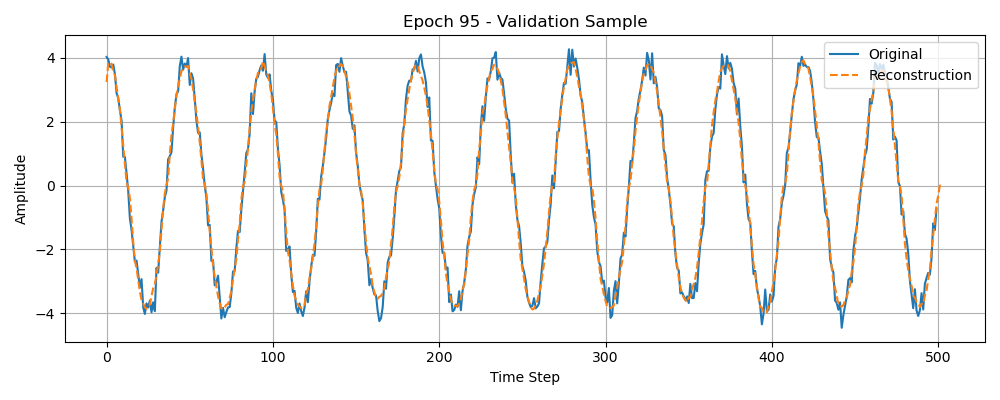 Epoch 95 - Validation Sample
Original
Reconstruction
Amplitude
4
2
0
−2
−4
0
100
200
300
400
500
Time Step